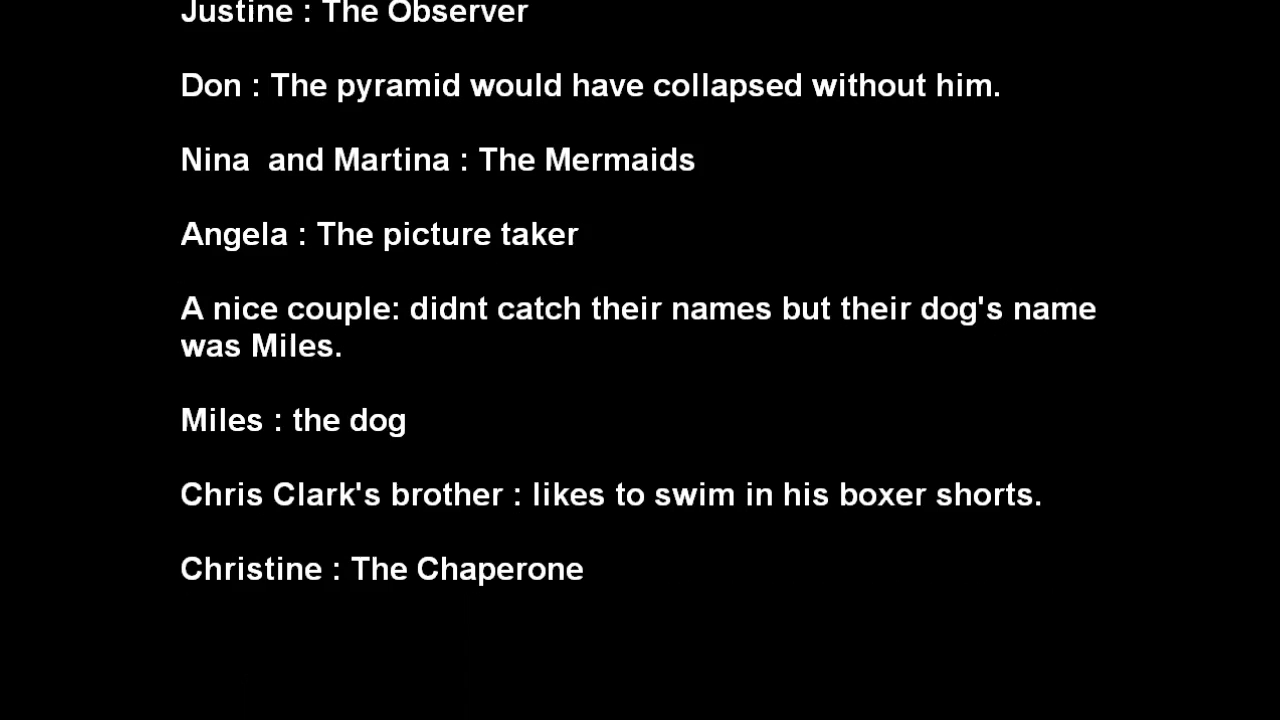 Justine : The Observer
Don : The pyramid would have collapsed without him.
Nina  and Martina : The Mermaids
Angela : The picture taker
A nice couple: didnt catch their names but their dog's name
was Miles.
Miles : the dog
Chris Clark's brother : likes to swim in his boxer shorts.
Christine : The Chaperone